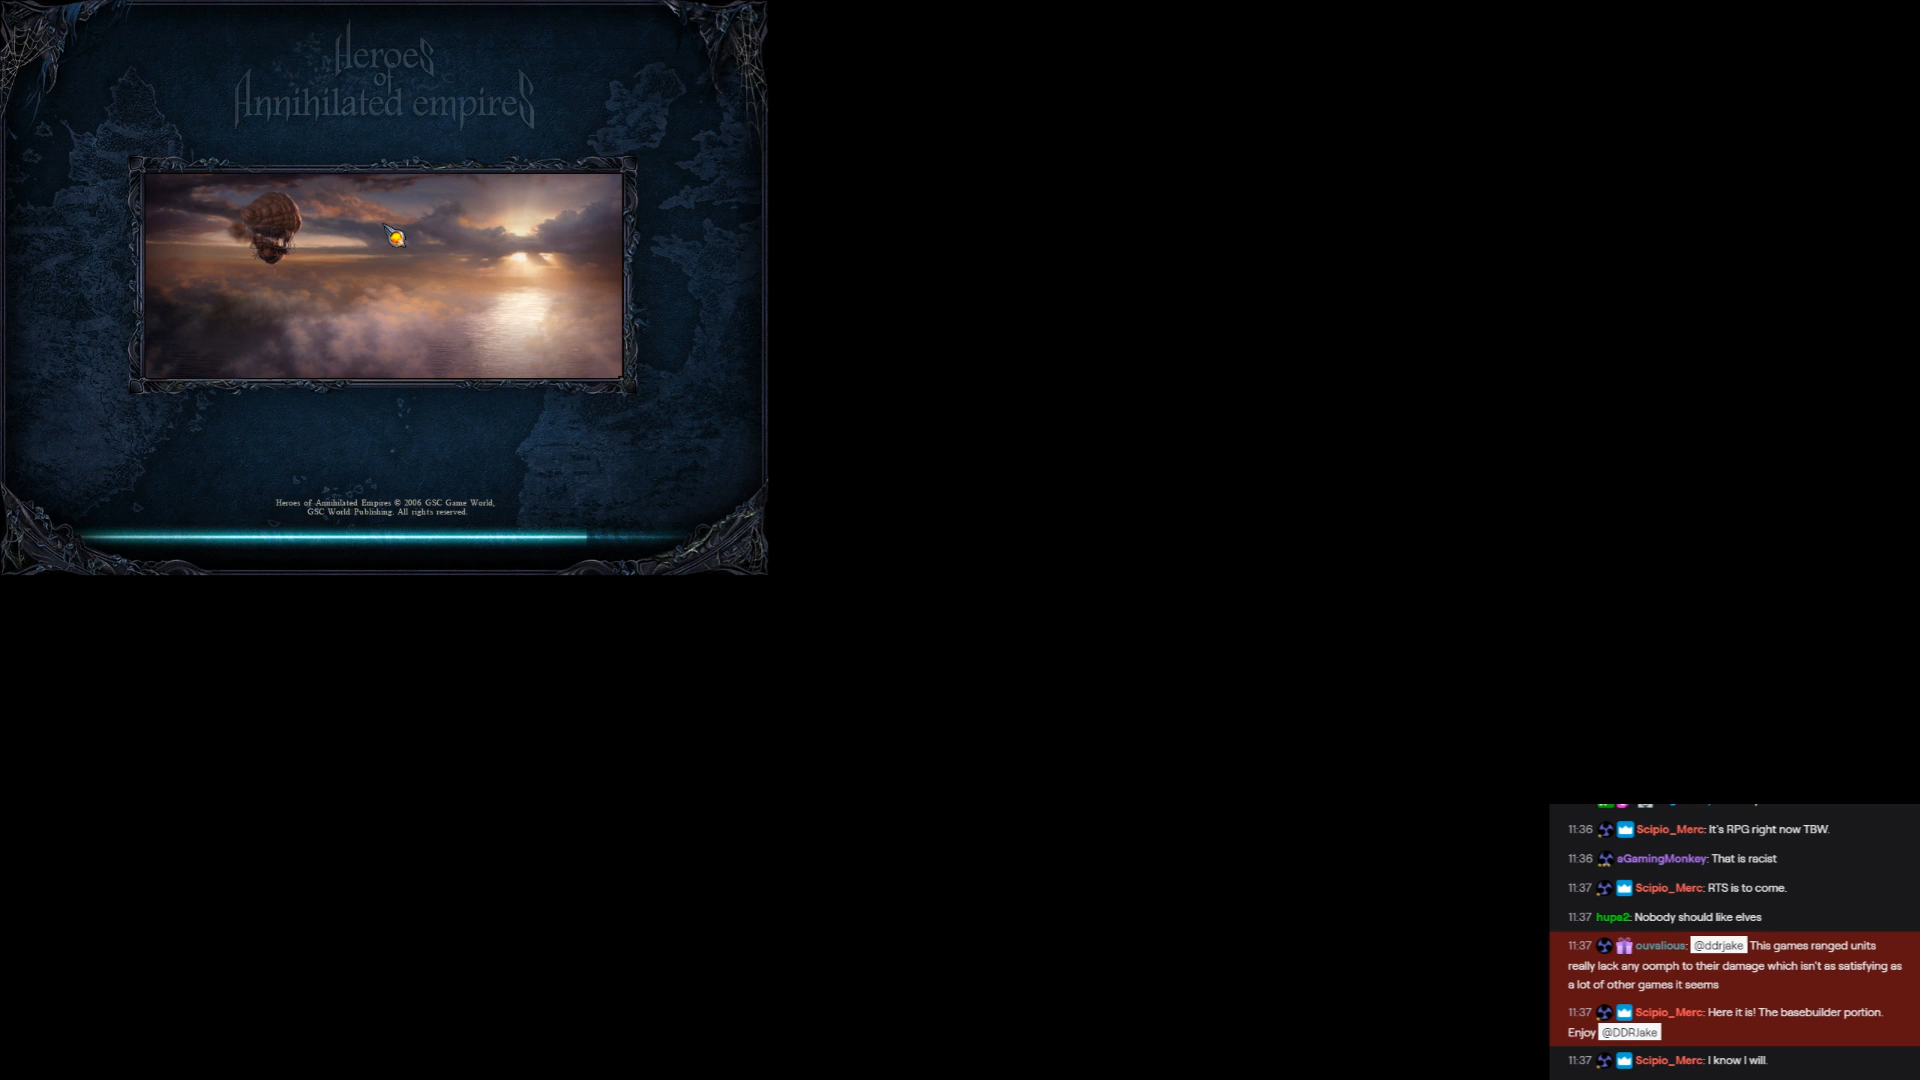 Heroes
of
Annihilated empires
Heroes of Annihilated Empires © 2006 GSC Game World,
GSC World Publishing. All rights reserved.
11:36 Scipio_Merc: It's RPG right now TBW.
11:36 aGamingMonkey: That is racist
11:37 Scipio_Merc: RTS is to come.
11:37 hupa2: Nobody should like elves
11:37 ouvalious: @ddrjake This games ranged units
really lack any oomph to their damage which isn't as satisfying as
a lot of other games it seems
11:37 Scipio_Merc: Here it is! The basebuilder portion.
Enjoy @DDRJake
11:37 Scipio_Merc: I know I will.